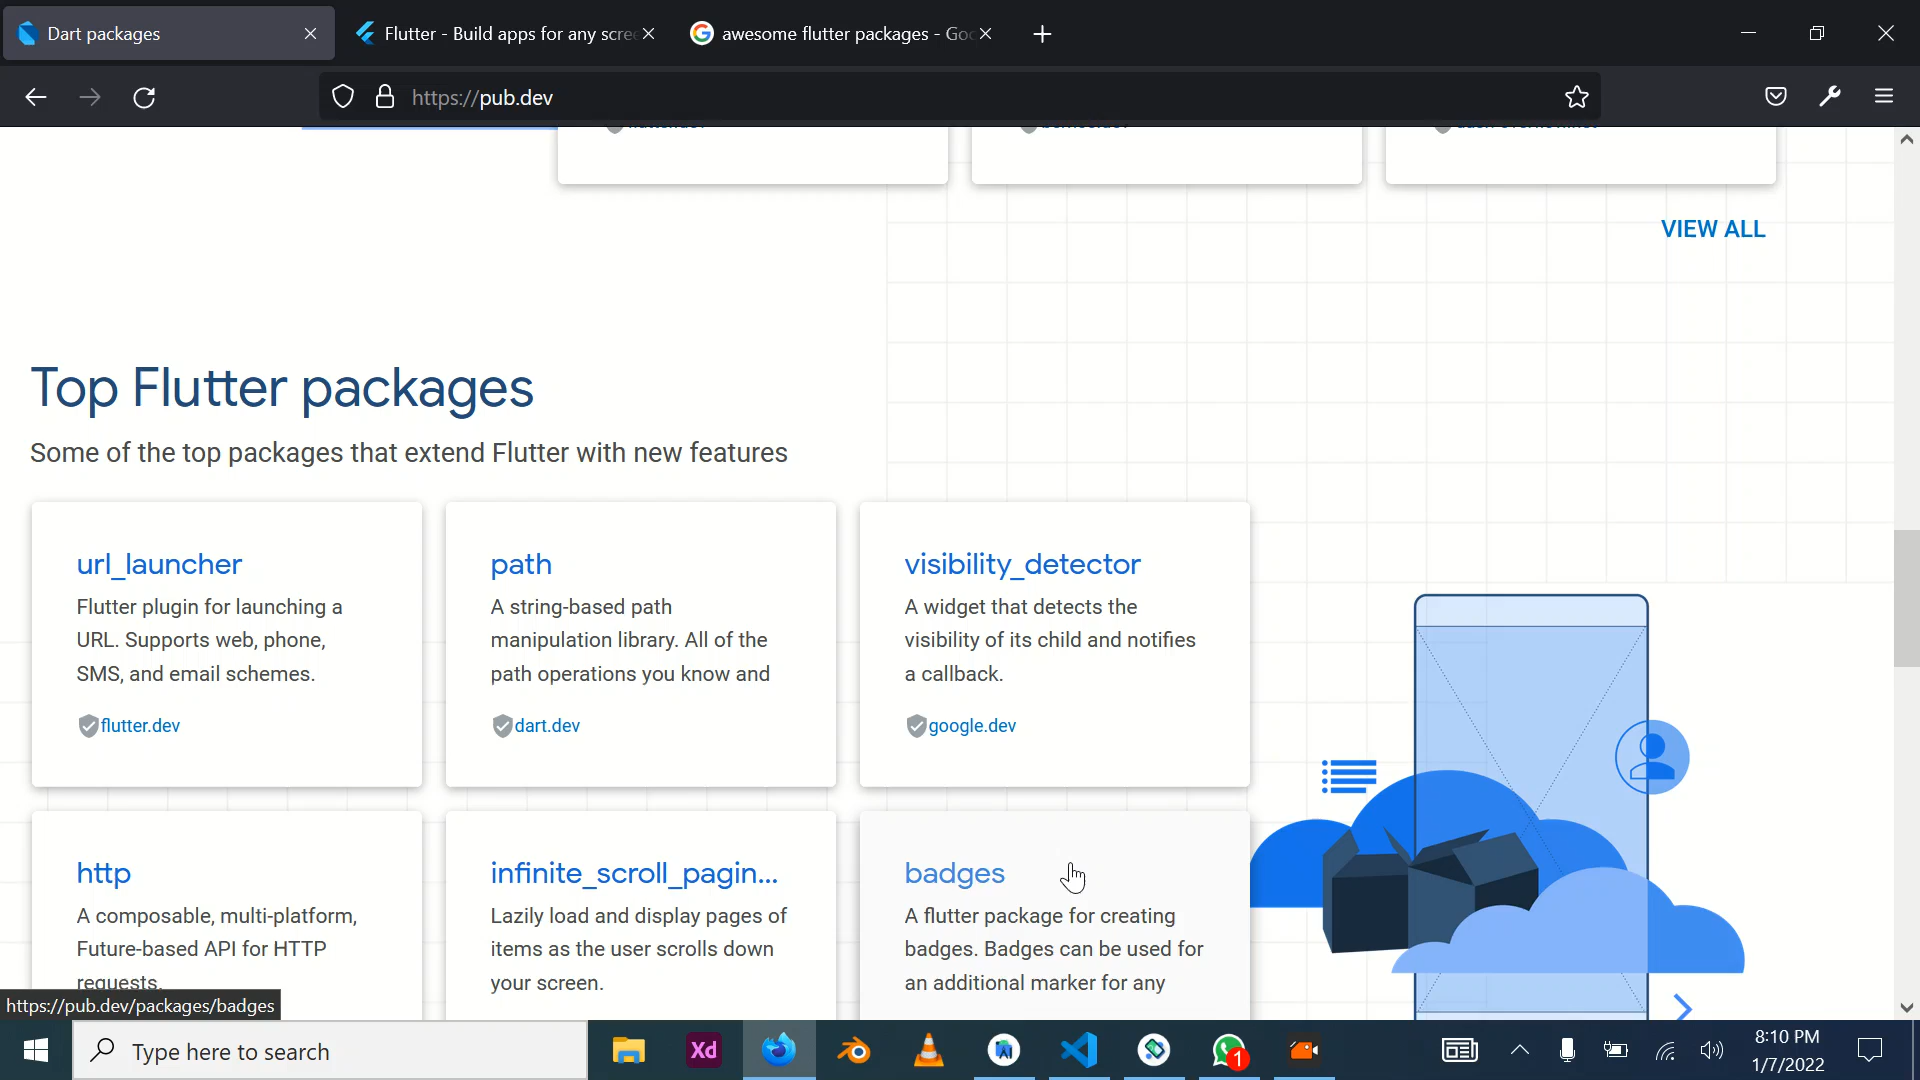 Dart packages
Flutter - Build apps for any scre
awesome flutter packages - Goo
https://pub.dev
VIEW ALL
Top Flutter packages
Some of the top packages that extend Flutter with new features
url_launcher
Flutter plugin for launching a
URL. Supports web, phone,
SMS, and email schemes.
flutter.dev
path
A string-based path
manipulation library. All of the
path operations you know and
dart.dev
visibility_detector
A widget that detects the
visibility of its child and notifies
a callback.
google.dev
http
A composable, multi-platform,
Future-based API for HTTP
requests.
infinite_scroll_pagin...
Lazily load and display pages of
items as the user scrolls down
your screen.
badges
A flutter package for creating
badges. Badges can be used for
an additional marker for any
https://pub.dev/packages/badges
Type here to search
Xd
1
8:10 PM
1/7/2022